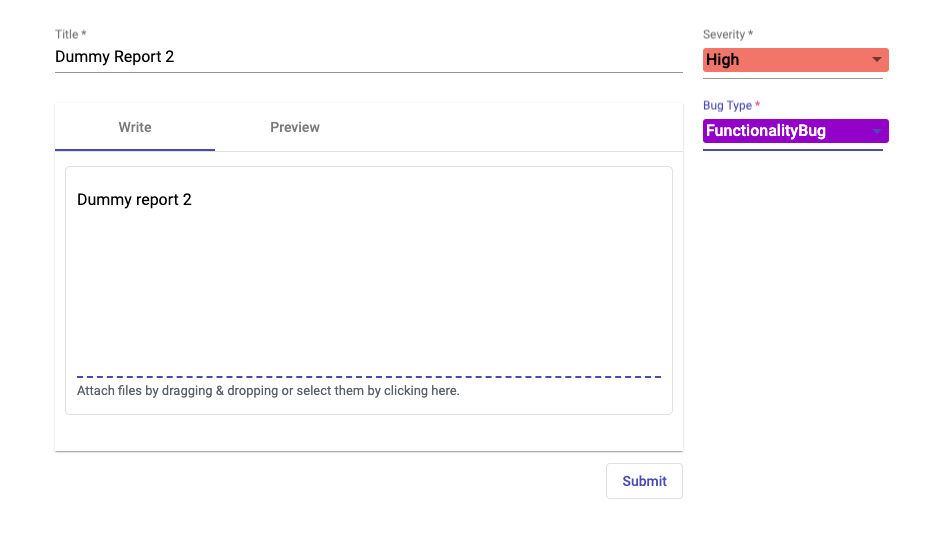 Title *
Dummy Report 2
Severity *
High
Bug Type *
FunctionalityBug
Write
Preview
Dummy report 2
Attach files by dragging & dropping or select them by clicking here.
Submit